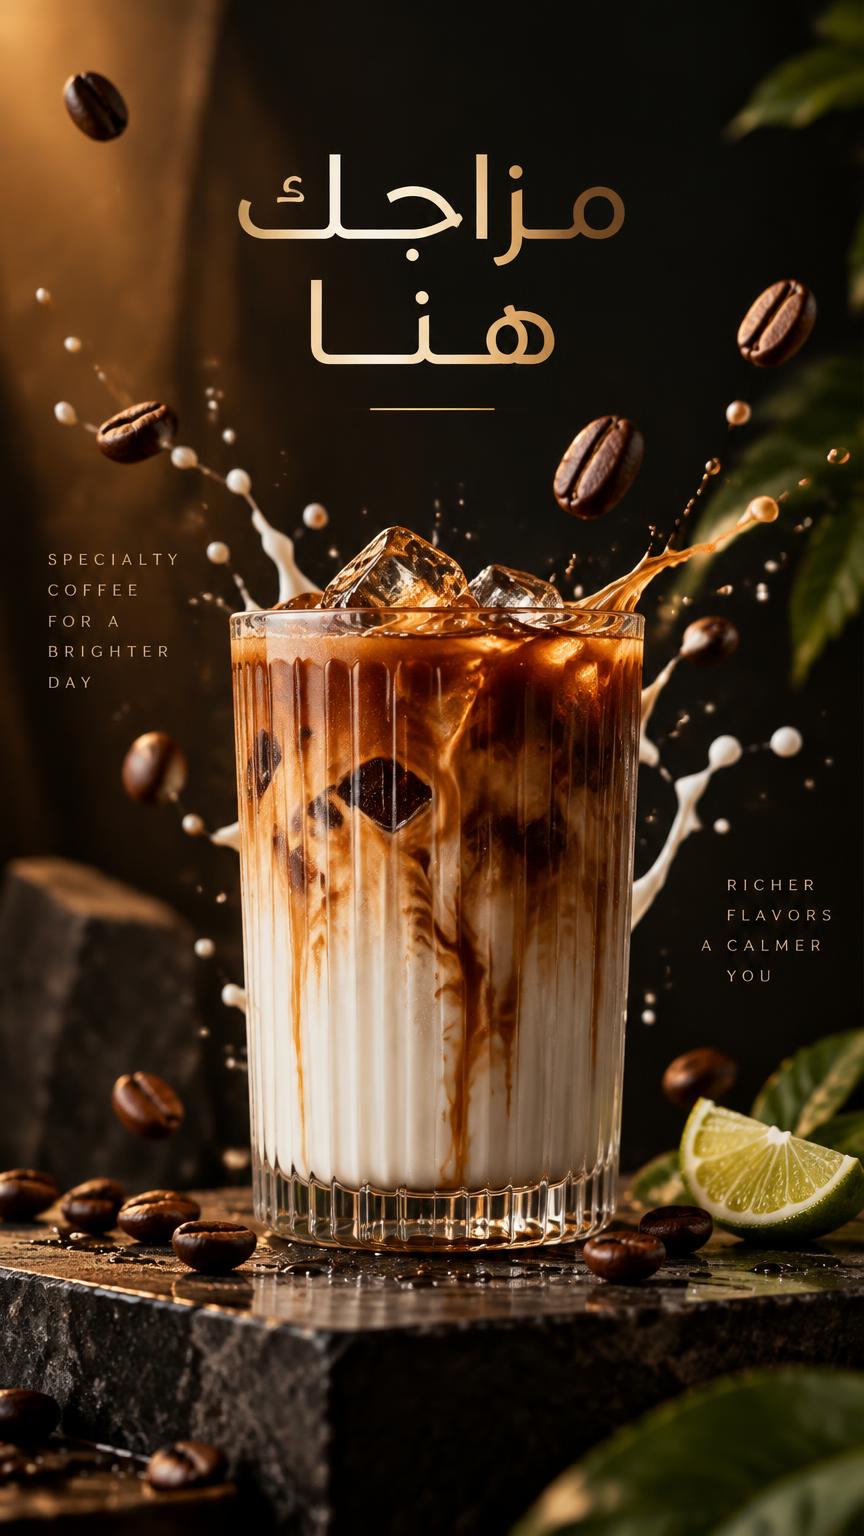 مزاجك
هنا
SPECIALTY
COFFEE
FOR A
BRIGHTER
DAY
RICHER
FLAVORS
A CALMER
YOU